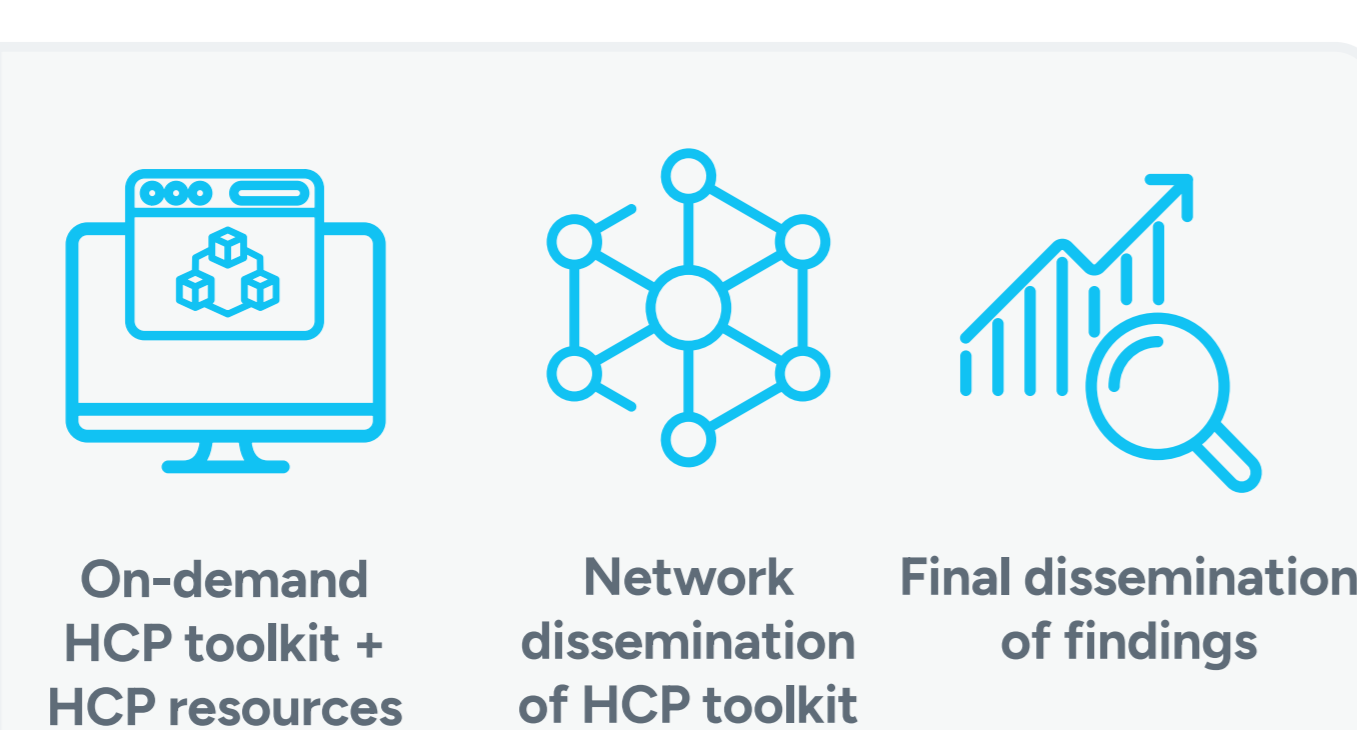 On-demand
HCP toolkit +
HCP resources
Network
dissemination
of HCP toolkit
Final dissemination
of findings